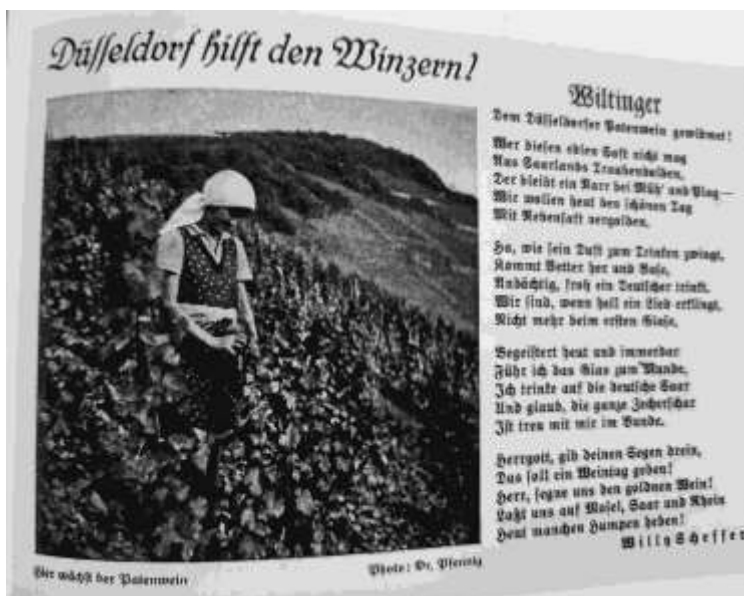 Düsseldorf hilft den Winzern!
Wiltinger
Dem Düsseldorfer Patenwein gewidmet!
Wer diesen edlen Saft nicht mag
Aus Saarlands Traubendolden,
Der bleibt ein Narr bei Müh' und Plag —
Wir wollen heut den schönen Tag
Mit Rebensaft vergolden.
Ha, wie sein Duft zum Trinken zwingt,
Kommt Vetter her und Base,
Andächtig, froh ein Deutscher trinkt,
Wir sind, wenn hell ein Lied erklingt,
Nicht mehr beim ersten Glase.
Begeistert heut und immerdar
Führ ich das Glas zum Munde,
Ich trinke auf die deutsche Saar
Und glaub, die ganze Zecherschar
Ist treu mit mir im Bunde.
Herrgott, gib deinen Segen drein,
Das soll ein Weintag geben!
Herr, segne uns den goldnen Wein!
Laßt uns auf Mosel, Saar und Rhein
Heut manchen Humpen heben!
Willy Scheffer
Hier wächst der Patenwein
Photo: Dr. Pfennig